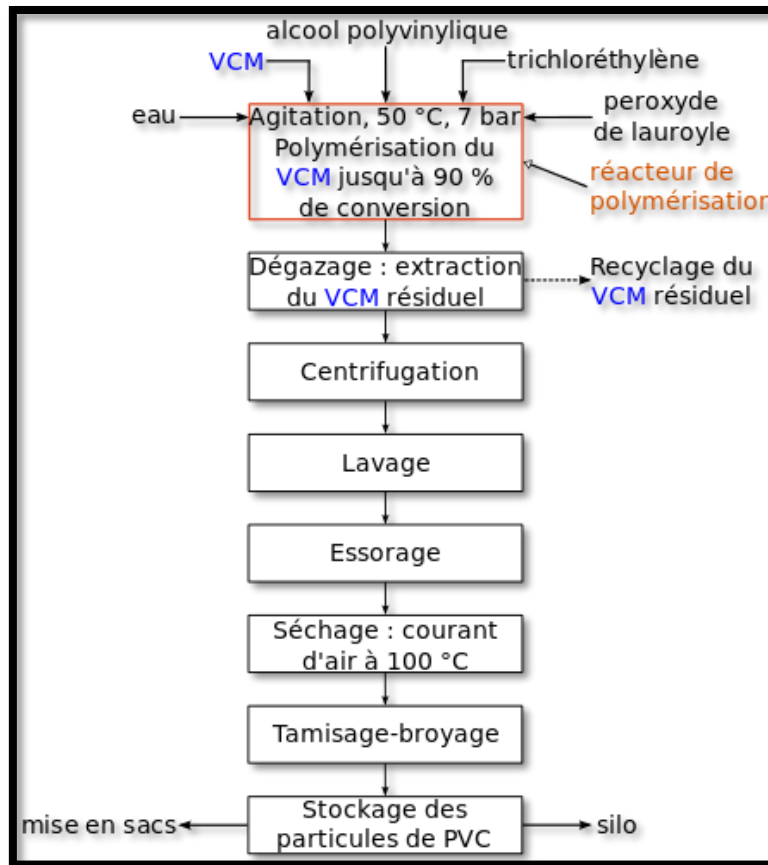 alcool polyvinylique
VCM
trichloréthylène
eau
Agitation, 50 °C, 7 bar
Polymérisation du
VCM jusqu'à 90 %
de conversion
peroxyde
de lauroyle
réacteur de
polymérisation
Dégazage : extraction
du VCM résiduel
Recyclage du
VCM résiduel
Centrifugation
Lavage
Essorage
Séchage : courant
d'air à 100 °C
Tamisage-broyage
mise en sacs
Stockage des
particules de PVC
silo